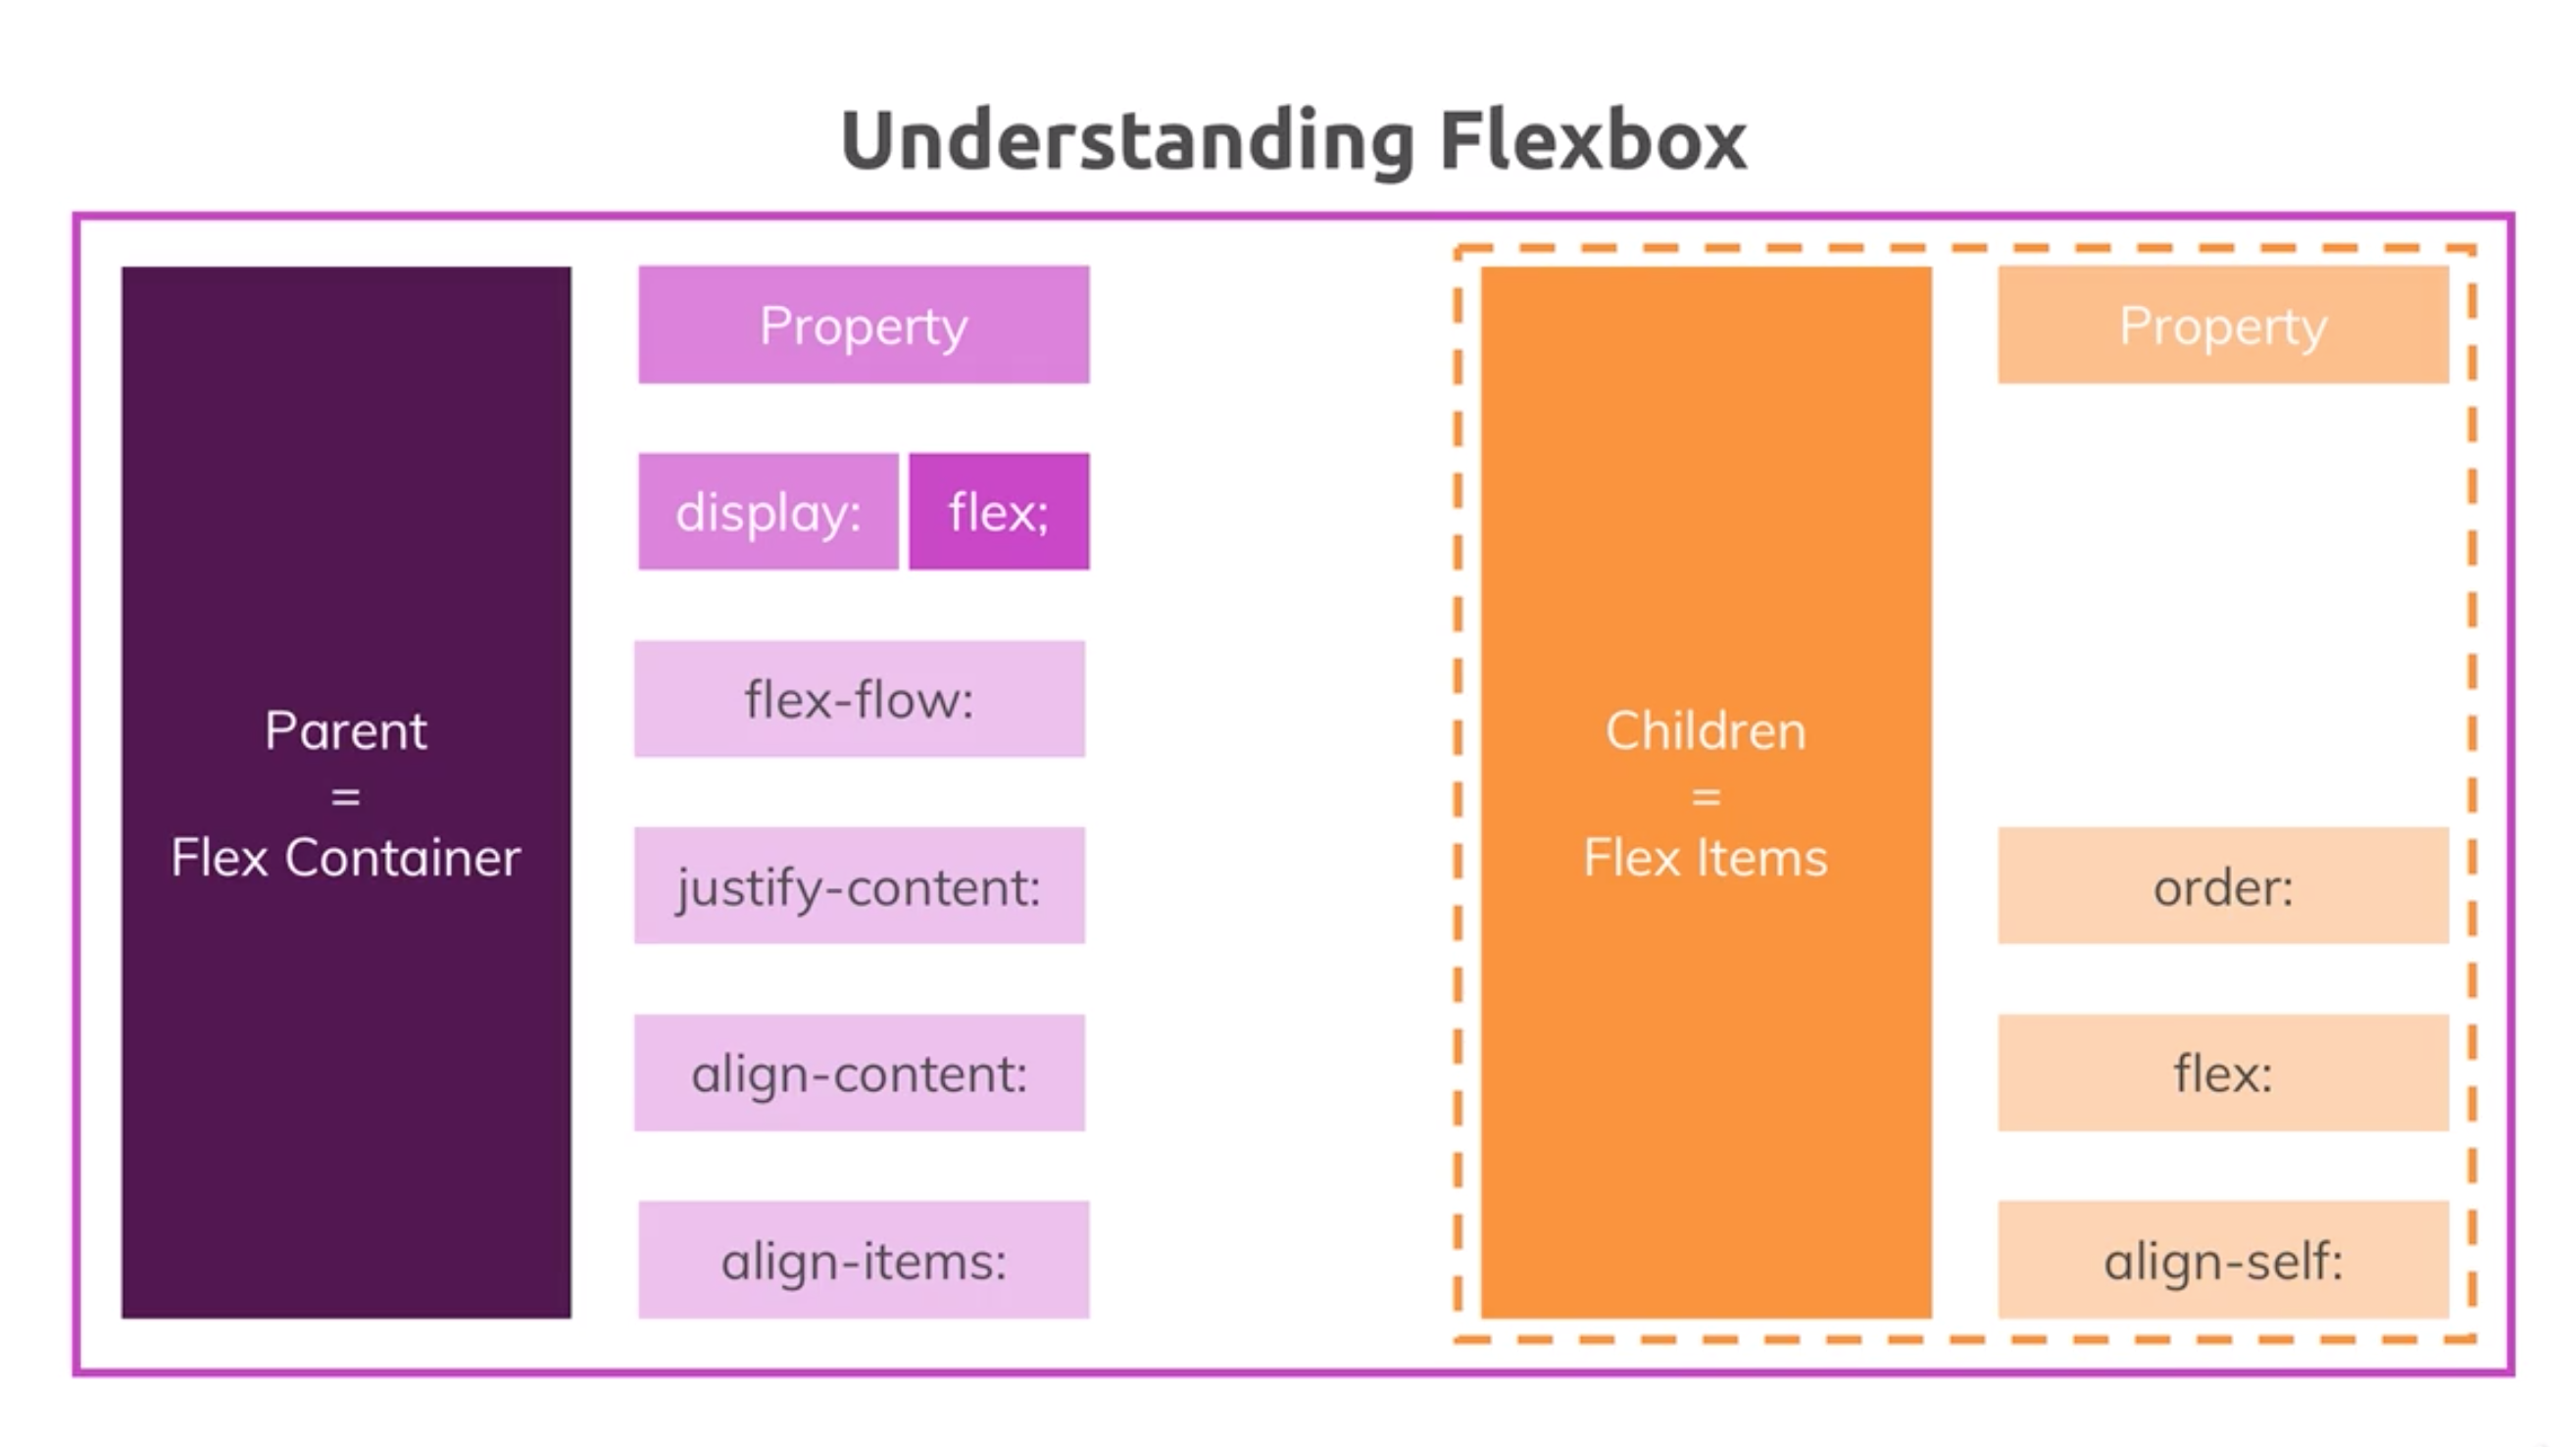 Understanding Flexbox
Parent
=
Flex Container
Property
display: flex;
flex-flow:
justify-content:
align-content:
align-items:
Children
=
Flex Items
Property
order:
flex:
align-self: